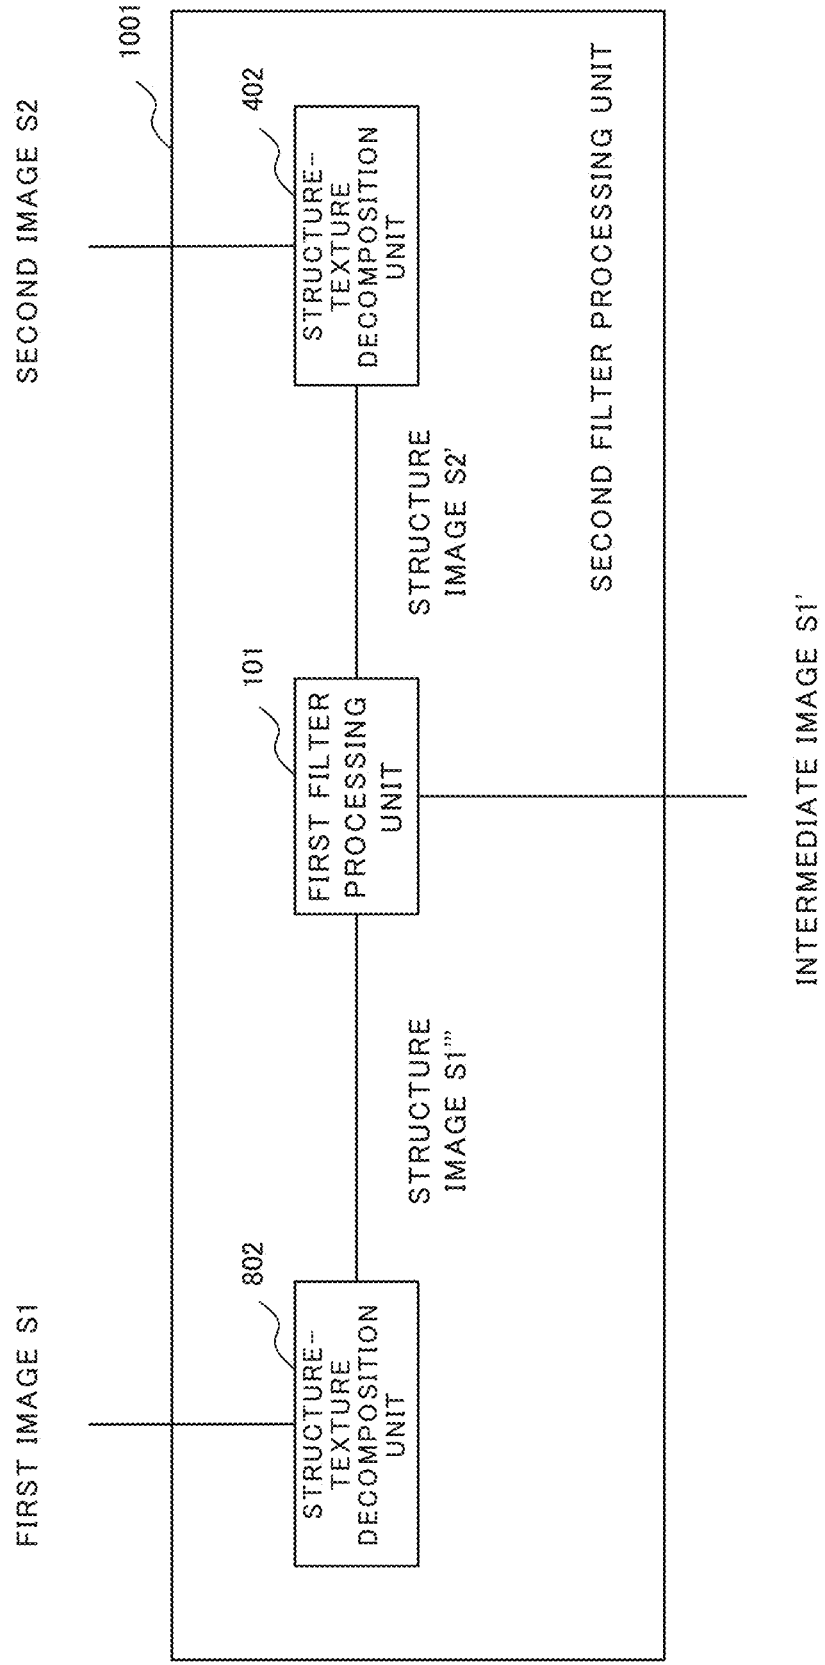 FIRST IMAGE S1
SECOND IMAGE S2
1001
802
STRUCTURE-
TEXTURE
DECOMPOSITION
UNIT
101
FIRST FILTER
PROCESSING
UNIT
402
STRUCTURE-
TEXTURE
DECOMPOSITION
UNIT
STRUCTURE
IMAGE S1'''
STRUCTURE
IMAGE S2'
SECOND FILTER PROCESSING UNIT
INTERMEDIATE IMAGE S1'